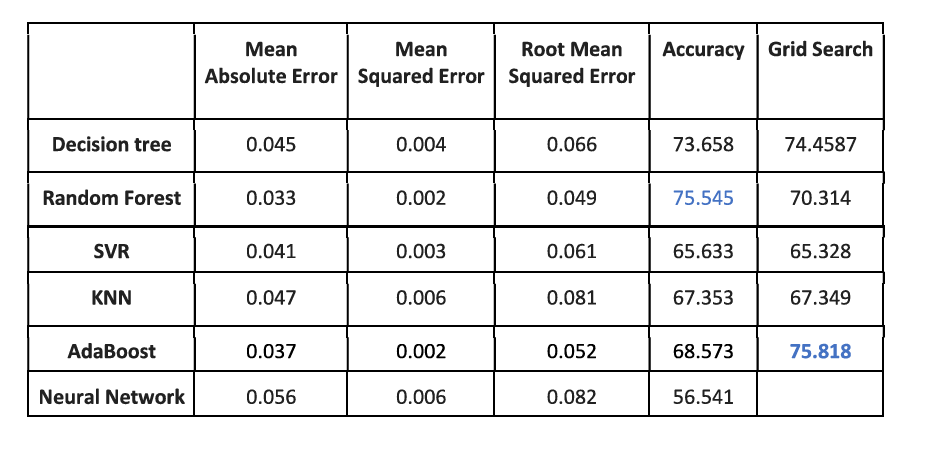 Mean Absolute Error Mean Squared Error Root Mean Squared Error Accuracy Grid Search
Decision tree 0.045 0.004 0.066 73.658 74.4587
Random Forest 0.033 0.002 0.049 75.545 70.314
SVR 0.041 0.003 0.061 65.633 65.328
KNN 0.047 0.006 0.081 67.353 67.349
AdaBoost 0.037 0.002 0.052 68.573 75.818
Neural Network 0.056 0.006 0.082 56.541